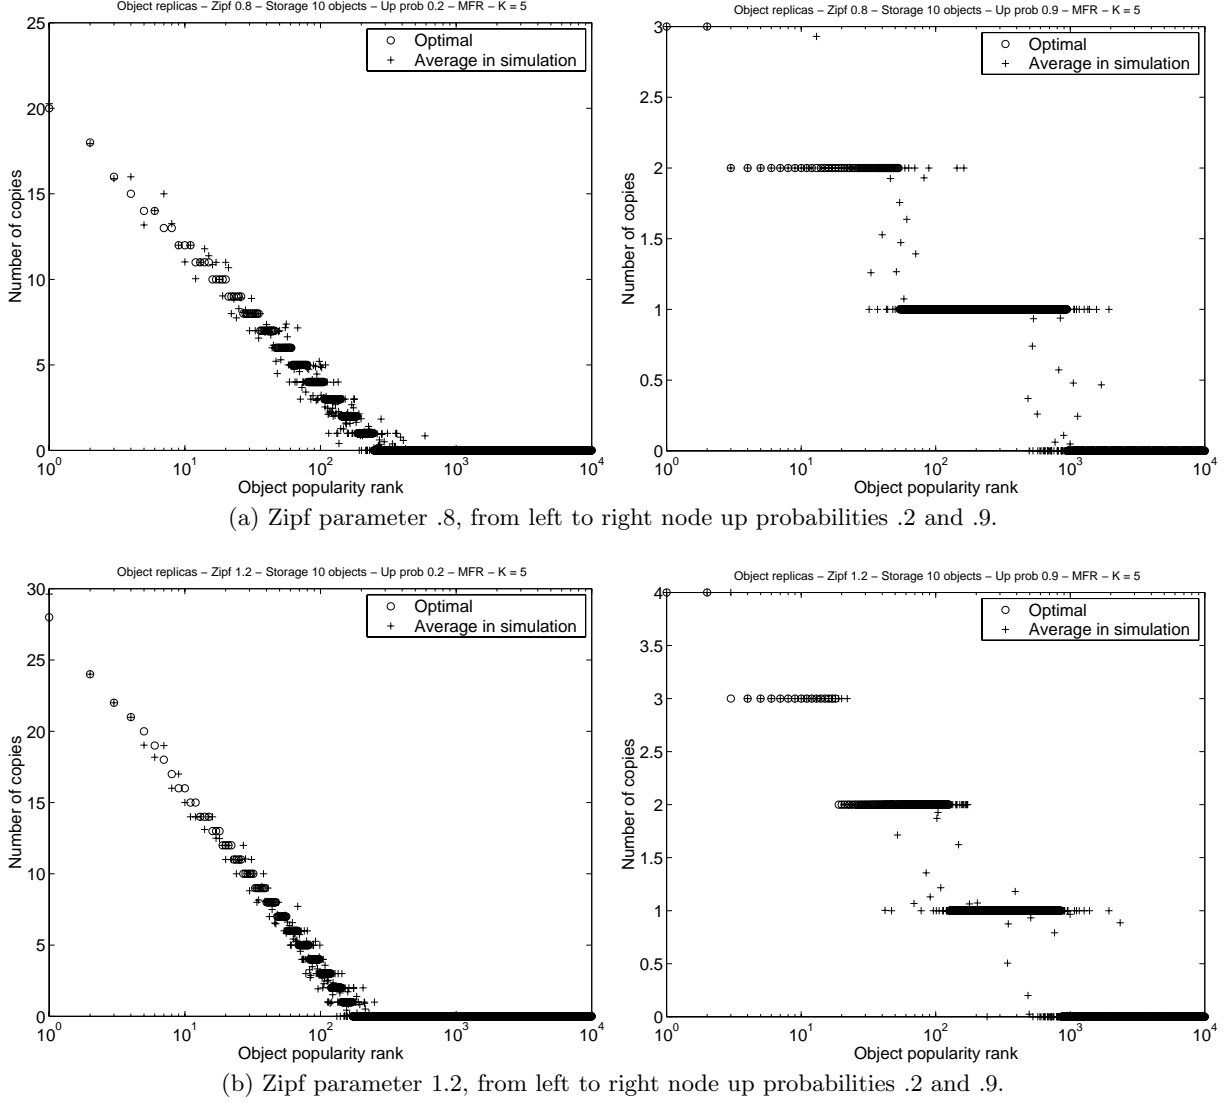 Object replicas – Zipf 0.8 – Storage 10 objects – Up prob 0.2 – MFR – K = 5
25
20
15
10
5
0
Number of copies
Optimal
Average in simulation
10^0 10^1 10^2 10^3 10^4
Object popularity rank
Object replicas – Zipf 0.8 – Storage 10 objects – Up prob 0.9 – MFR – K = 5
3
2.5
2
1.5
1
0.5
0
Number of copies
Optimal
Average in simulation
10^0 10^1 10^2 10^3 10^4
Object popularity rank
(a) Zipf parameter .8, from left to right node up probabilities .2 and .9.
Object replicas – Zipf 1.2 – Storage 10 objects – Up prob 0.2 – MFR – K = 5
30
25
20
15
10
5
0
Number of copies
Optimal
Average in simulation
10^0 10^1 10^2 10^3 10^4
Object popularity rank
Object replicas – Zipf 1.2 – Storage 10 objects – Up prob 0.9 – MFR – K = 5
4
3.5
3
2.5
2
1.5
1
0.5
0
Number of copies
Optimal
Average in simulation
10^0 10^1 10^2 10^3 10^4
Object popularity rank
(b) Zipf parameter 1.2, from left to right node up probabilities .2 and .9.